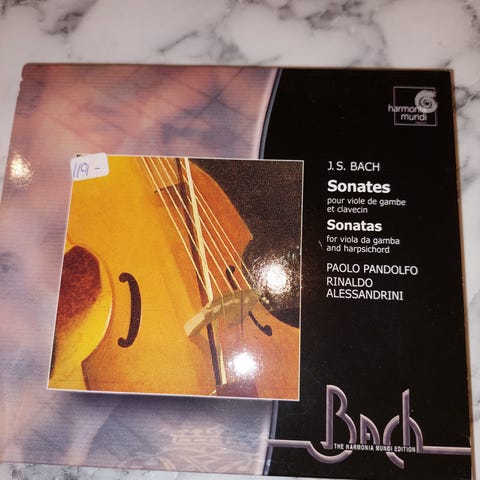 harmonia
mundi
119-
J.S. BACH
Sonates
pour viole de gambe
et clavecin
Sonatas
for viola da gamba
and harpsichord
PAOLO PANDOLFO
RINALDO
ALESSANDRINI
Bach
THE HARMONIA MUNDI EDITION